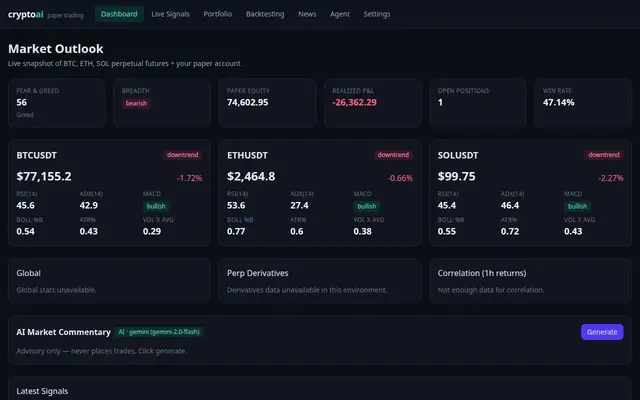 cryptoai paper trading Dashboard Live Signals Portfolio Backtesting News Agent Settings
Market Outlook
Live snapshot of BTC, ETH, SOL perpetual futures + your paper account
FEAR & GREED BREADTH PAPER EQUITY REALIZED P&L OPEN POSITIONS WIN RATE
56 bearish 74,602.95 -26,362.29 1 47.14%
Greed
BTCUSDT downtrend
$77,155.2 -1.72%
RSI(14) ADX(14) MACD
45.6 42.9 bullish
BOLL %B ATR% VOL X AVG
0.54 0.43 0.29
ETHUSDT downtrend
$2,464.8 -0.66%
RSI(14) ADX(14) MACD
53.6 27.4 bullish
BOLL %B ATR% VOL X AVG
0.77 0.6 0.38
SOLUSDT downtrend
$99.75 -2.27%
RSI(14) ADX(14) MACD
45.4 46.4 bullish
BOLL %B ATR% VOL X AVG
0.55 0.72 0.43
Global
Global stats unavailable.
Perp Derivatives
Derivatives data unavailable in this environment.
Correlation (1h returns)
Not enough data for correlation.
AI Market Commentary AI · gemini (gemini-2.0-flash) Generate
Advisory only — never places trades. Click generate.
Latest Signals